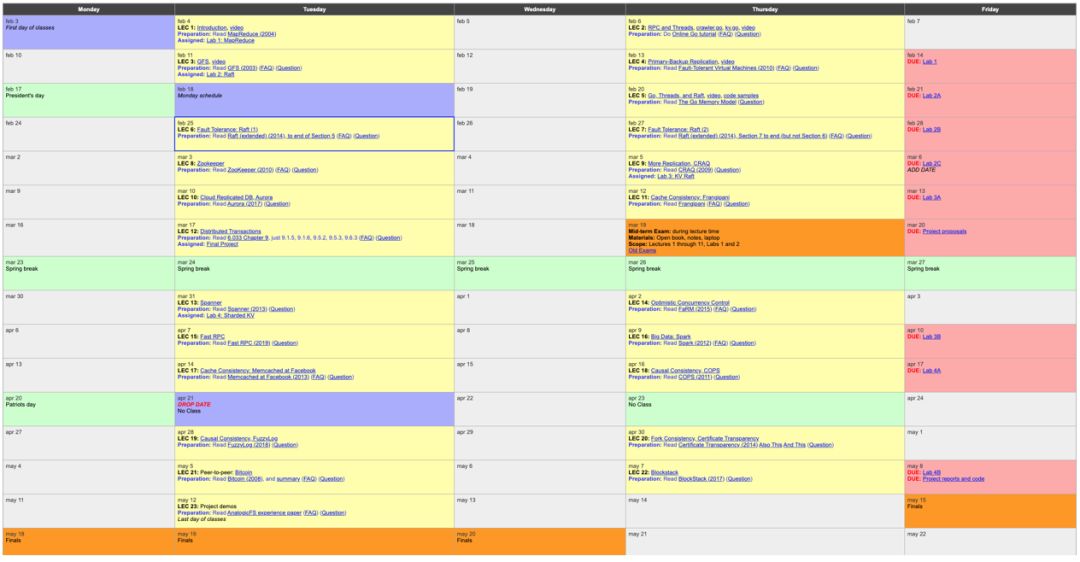 Monday Tuesday Wednesday Thursday Friday
feb 3
First day of classes
feb 4
LEC 1: Introduction, video
Preparation: Read MapReduce (2004)
Assigned: Lab 1: MapReduce
feb 5
feb 6
LEC 2: RPC and Threads, crawler.go, kv.go, video
Preparation: Do Online Go tutorial (FAQ) (Question)
feb 7
feb 10
feb 11
LEC 3: GFS, video
Preparation: Read GFS (2003) (FAQ) (Question)
Assigned: Lab 2: Raft
feb 12
feb 13
LEC 4: Primary-Backup Replication, video
Preparation: Read Fault-Tolerant Virtual Machines (2010) (FAQ) (Question)
feb 14
DUE: Lab 1
feb 17
President's day
feb 18
Monday schedule
feb 19
feb 20
LEC 5: Go, Threads, and Raft, video, code samples
Preparation: Read The Go Memory Model (Question)
feb 21
DUE: Lab 2A
feb 24
feb 25
LEC 6: Fault Tolerance: Raft (1)
Preparation: Read Raft (extended) (2014), to end of Section 5 (FAQ) (Question)
feb 26
feb 27
LEC 7: Fault Tolerance: Raft (2)
Preparation: Read Raft (extended) (2014), Section 7 to end (but not Section 6) (FAQ) (Question)
feb 28
DUE: Lab 2B
mar 2
mar 3
LEC 8: Zookeeper
Preparation: Read ZooKeeper (2010) (FAQ) (Question)
mar 4
mar 5
LEC 9: More Replication, CRAQ
Preparation: Read CRAQ (2009) (Question)
Assigned: Lab 3: KV Raft
mar 6
DUE: Lab 2C
ADD DATE
mar 9
mar 10
LEC 10: Cloud Replicated DB, Aurora
Preparation: Read Aurora (2017) (Question)
mar 11
mar 12
LEC 11: Cache Consistency: Frangipani
Preparation: Read Frangipani (FAQ) (Question)
mar 13
DUE: Lab 3A
mar 16
mar 17
LEC 12: Distributed Transactions
Preparation: Read 6.033 Chapter 9, just 9.1.5, 9.1.6, 9.5.2, 9.5.3, 9.6.3 (FAQ) (Question)
Assigned: Final Project
mar 18
mar 19
Mid-term Exam: during lecture time
Materials: Open book, notes, laptop
Scope: Lectures 1 through 11, Labs 1 and 2
Old Exams
mar 20
DUE: Project proposals
mar 23
Spring break
mar 24
Spring break
mar 25
Spring break
mar 26
Spring break
mar 27
Spring break
mar 30
mar 31
LEC 13: Spanner
Preparation: Read Spanner (2013) (FAQ) (Question)
Assigned: Lab 4: Sharded KV
apr 1
apr 2
LEC 14: Optimistic Concurrency Control
Preparation: Read FaRM (2015) (FAQ) (Question)
apr 3
apr 6
apr 7
LEC 15: Fast RPC
Preparation: Read Fast RPC (2019) (Question)
apr 8
apr 9
LEC 16: Big Data: Spark
Preparation: Read Spark (2012) (FAQ) (Question)
apr 10
DUE: Lab 3B
apr 13
apr 14
LEC 17: Cache Consistency: Memcached at Facebook
Preparation: Read Memcached at Facebook (2013) (FAQ) (Question)
apr 15
apr 16
LEC 18: Causal Consistency, COPS
Preparation: Read COPS (2011) (Question)
apr 17
DUE: Lab 4A
apr 20
Patriots day
apr 21
DROP DATE
No Class
apr 23
No Class
apr 24
apr 27
apr 28
LEC 19: Causal Consistency, FuzzyLog
Preparation: Read FuzzyLog (2018) (Question)
apr 29
apr 30
LEC 20: Fork Consistency, Certificate Transparency
Preparation: Read Certificate Transparency (2014) Also This And This (Question)
may 1
may 4
may 5
LEC 21: Peer-to-peer: Bitcoin
Preparation: Read Bitcoin (2008), and summary (FAQ) (Question)
may 6
may 7
LEC 22: Blockstack
Preparation: Read BlockStack (2017) (Question)
may 8
DUE: Lab 4B
DUE: Project reports and code
may 11
may 12
LEC 23: Project demos
Preparation: Read AnalogicFS experience paper (FAQ) (Question)
Last day of classes
may 13
may 14
may 15
Finals
may 18
Finals
may 19
Finals
may 20
Finals
may 21
may 22